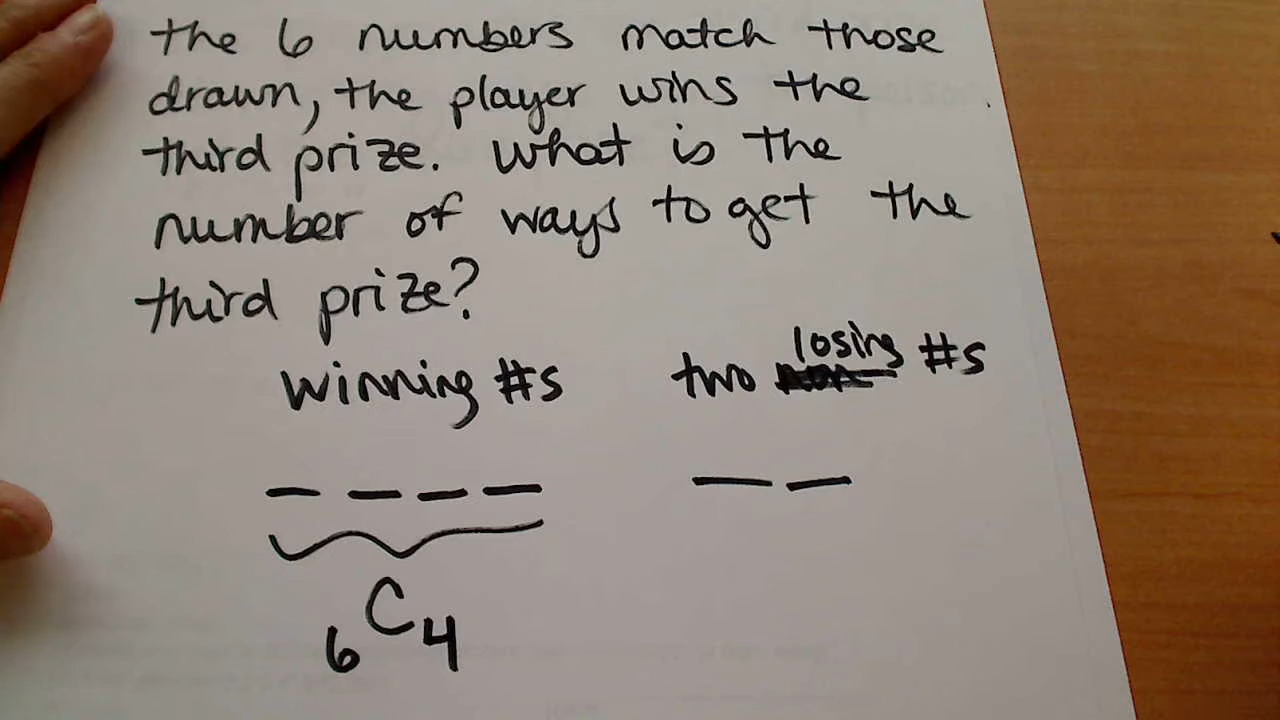 the 6 numbers match those
drawn, the player wins the
third prize. What is the
number of ways to get the
third prize?
winning #s two losing #s
6C4